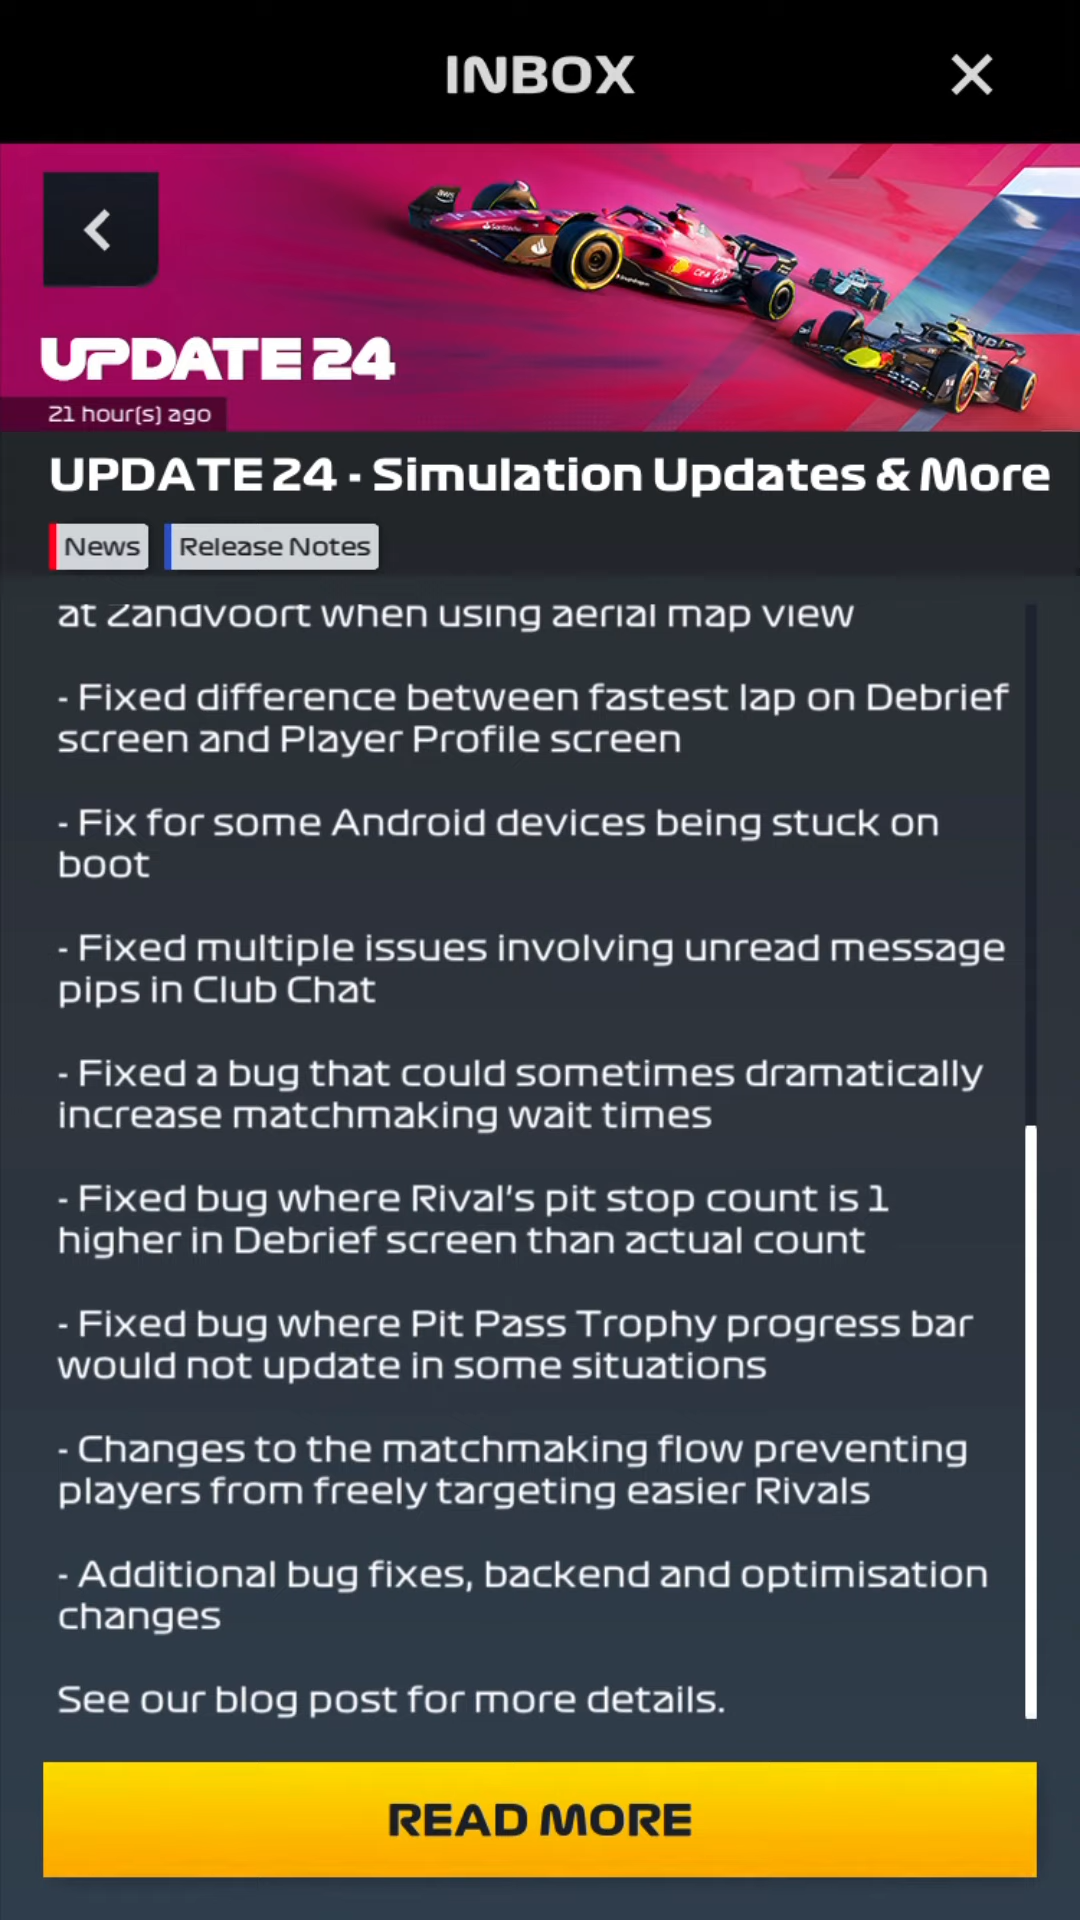 INBOX
UPDATE 24
21 hour(s) ago
UPDATE 24 - Simulation Updates & More
News
Release Notes
at Zandvoort when using aerial map view
- Fixed difference between fastest lap on Debrief
screen and Player Profile screen
- Fix for some Android devices being stuck on
boot
- Fixed multiple issues involving unread message
pips in Club Chat
- Fixed a bug that could sometimes dramatically
increase matchmaking wait times
- Fixed bug where Rival's pit stop count is 1
higher in Debrief screen than actual count
- Fixed bug where Pit Pass Trophy progress bar
would not update in some situations
- Changes to the matchmaking flow preventing
players from freely targeting easier Rivals
- Additional bug fixes, backend and optimisation
changes
See our blog post for more details.
READ MORE